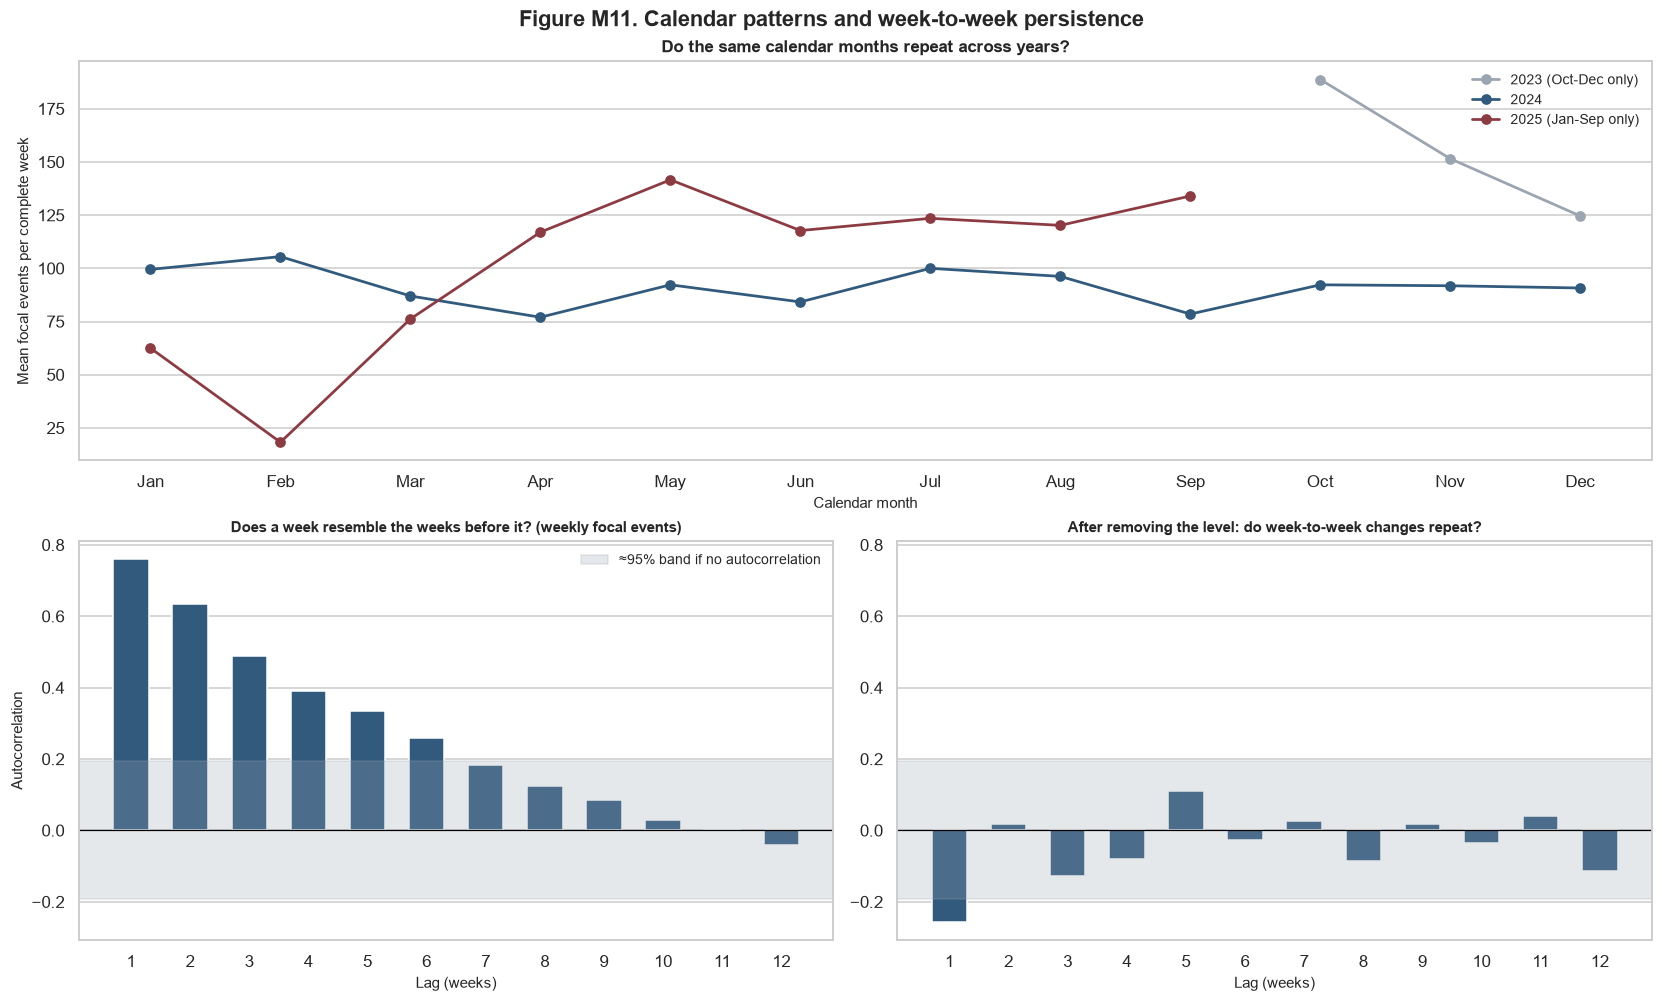 Figure M11. Calendar patterns and week-to-week persistence
Do the same calendar months repeat across years?
Mean focal events per complete week
175
150
125
100
75
50
25
2023 (Oct-Dec only)
2024
2025 (Jan-Sep only)
Jan Feb Mar Apr May Jun Jul Aug Sep Oct Nov Dec
Calendar month
Does a week resemble the weeks before it? (weekly focal events)
Autocorrelation
0.8
0.6
0.4
0.2
0.0
−0.2
≈95% band if no autocorrelation
1 2 3 4 5 6 7 8 9 10 11 12
Lag (weeks)
After removing the level: do week-to-week changes repeat?
0.8
0.6
0.4
0.2
0.0
−0.2
1 2 3 4 5 6 7 8 9 10 11 12
Lag (weeks)